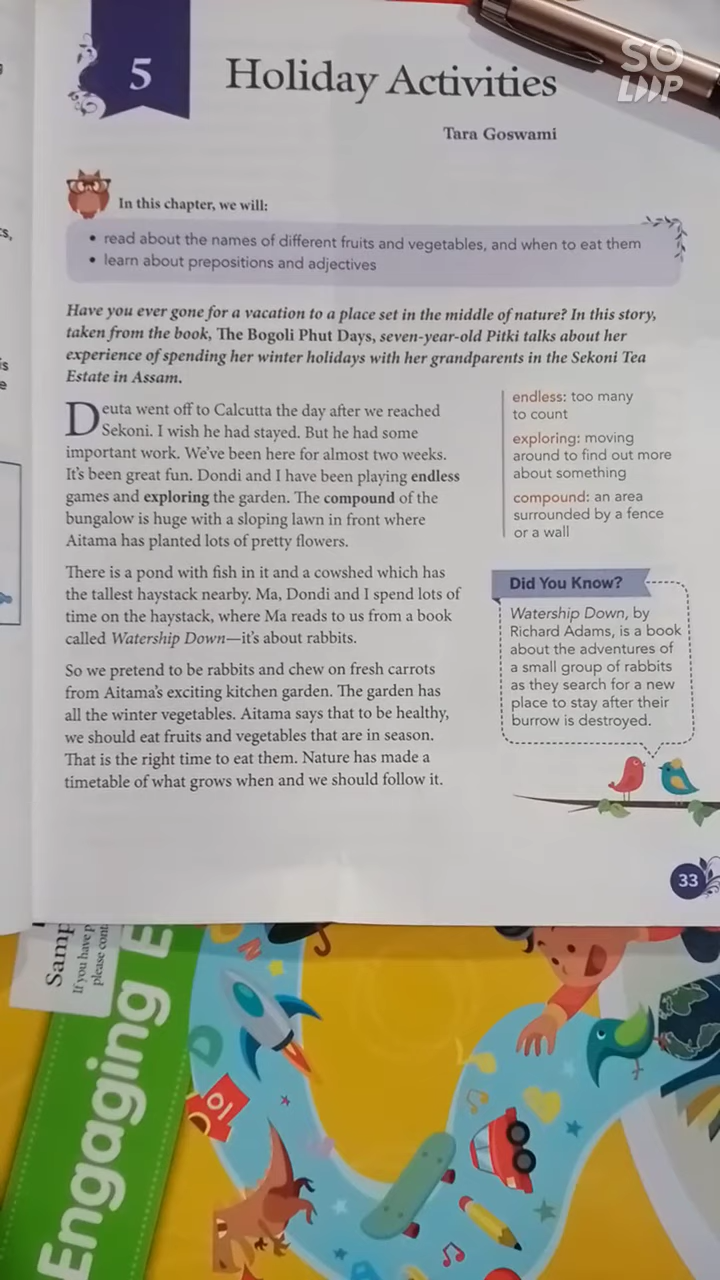 SO
LOOP
5
Holiday Activities
Tara Goswami
In this chapter, we will:
• read about the names of different fruits and vegetables, and when to eat them
• learn about prepositions and adjectives
Have you ever gone for a vacation to a place set in the middle of nature? In this story,
taken from the book, The Bogoli Phut Days, seven-year-old Pitki talks about her
experience of spending her winter holidays with her grandparents in the Sekoni Tea
Estate in Assam.
Deuta went off to Calcutta the day after we reached
Sekoni. I wish he had stayed. But he had some
important work. We've been here for almost two weeks.
It's been great fun. Dondi and I have been playing endless
games and exploring the garden. The compound of the
bungalow is huge with a sloping lawn in front where
Aitama has planted lots of pretty flowers.
There is a pond with fish in it and a cowshed which has
the tallest haystack nearby. Ma, Dondi and I spend lots of
time on the haystack, where Ma reads to us from a book
called Watership Down—it's about rabbits.
So we pretend to be rabbits and chew on fresh carrots
from Aitama's exciting kitchen garden. The garden has
all the winter vegetables. Aitama says that to be healthy,
we should eat fruits and vegetables that are in season.
That is the right time to eat them. Nature has made a
timetable of what grows when and we should follow it.
endless: too many
to count
exploring: moving
around to find out more
about something
compound: an area
surrounded by a fence
or a wall
Did You Know?
Watership Down, by
Richard Adams, is a book
about the adventures of
a small group of rabbits
as they search for a new
place to stay after their
burrow is destroyed.
33
If you have
please
Engaging E